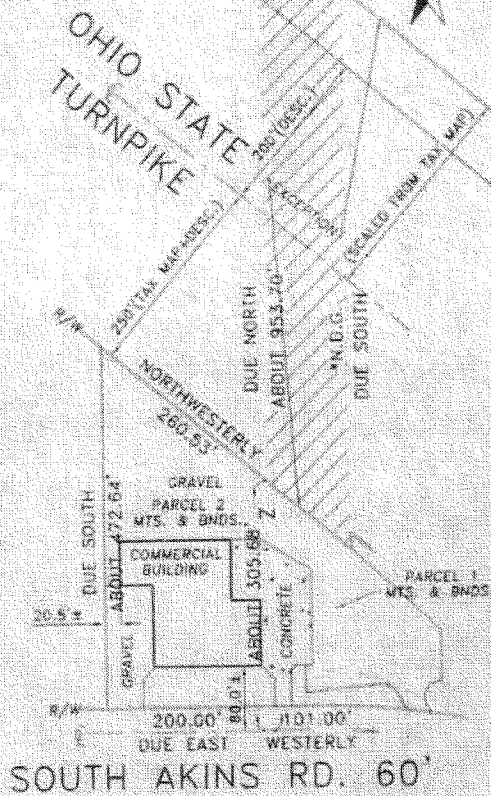 OHIO STATE
TURNPIKE
200'(DESC.)
250'(TAX MAP+DESC.)
EXCEPTION
(SCALED FROM TAX MAP)
R/W
DUE NORTH
ABOUT 953.70'
*N.D.G.
DUE SOUTH
NORTHWESTERLY
260.53'
DUE SOUTH
ABOUT 472.64'
GRAVEL
PARCEL 2
MTS. & BNDS.
Z
COMMERCIAL
BUILDING
ABOUT 305.68'
CONCRETE
PARCEL 1
MTS. & BNDS
20.5'±
GRAVEL
80.0'±
R/W
200.00'
101.00'
DUE EAST
WESTERLY
SOUTH AKINS RD. 60'